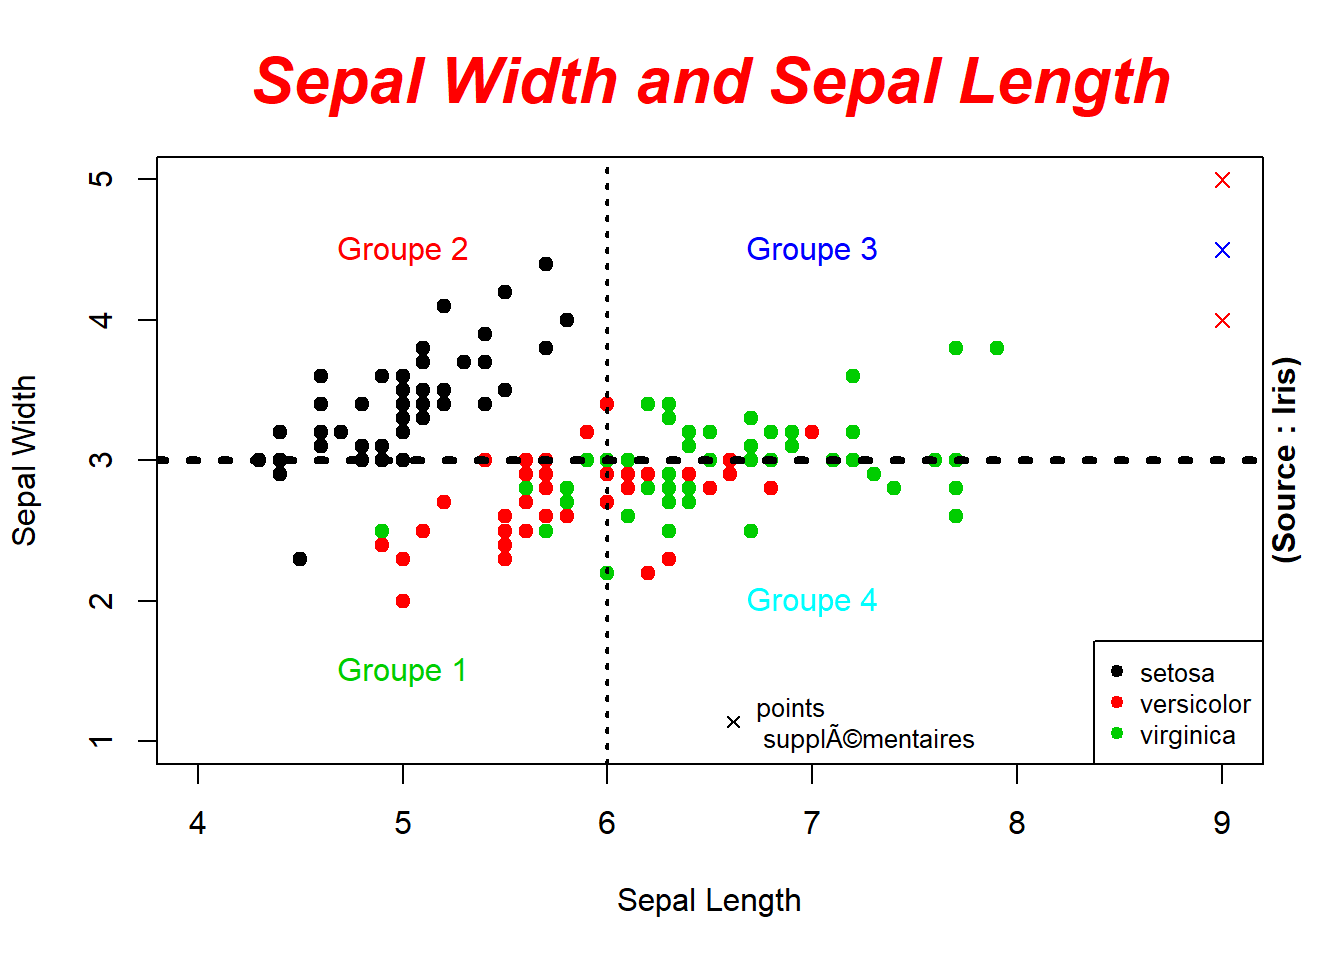 Sepal Width and Sepal Length
5
4
3
2
1
Sepal Width
Groupe 2
Groupe 3
Groupe 4
Groupe 1
points
supplÃ©mentaires
setosa
versicolor
virginica
(Source : Iris)
4 5 6 7 8 9
Sepal Length